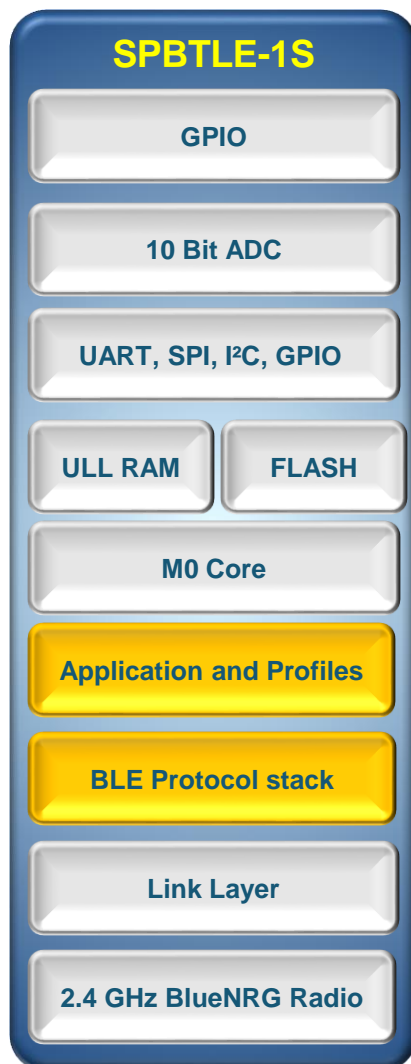 SPBTLE-1S
GPIO
10 Bit ADC
UART, SPI, I²C, GPIO
ULL RAM
FLASH
M0 Core
Application and Profiles
BLE Protocol stack
Link Layer
2.4 GHz BlueNRG Radio